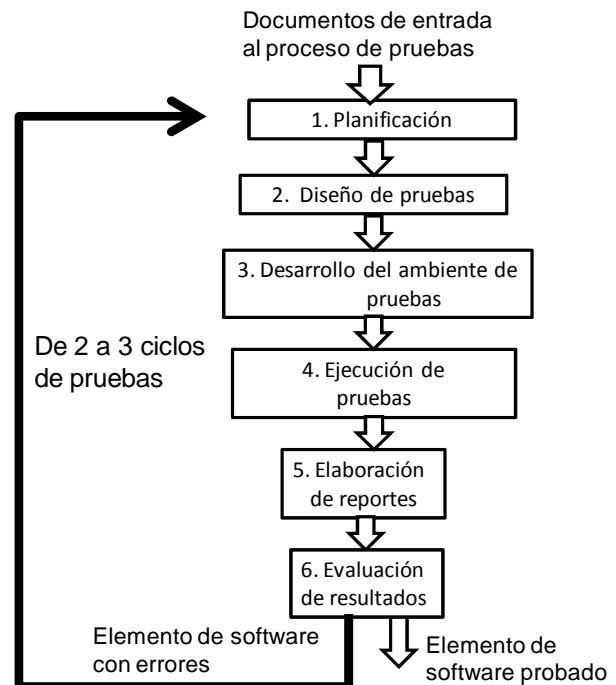 Documentos de entrada
al proceso de pruebas
1. Planificación
2. Diseño de pruebas
3. Desarrollo del ambiente de
pruebas
De 2 a 3 ciclos
de pruebas
4. Ejecución de
pruebas
5. Elaboración
de reportes
6. Evaluación
de resultados
Elemento de software
con errores
Elemento de
software probado